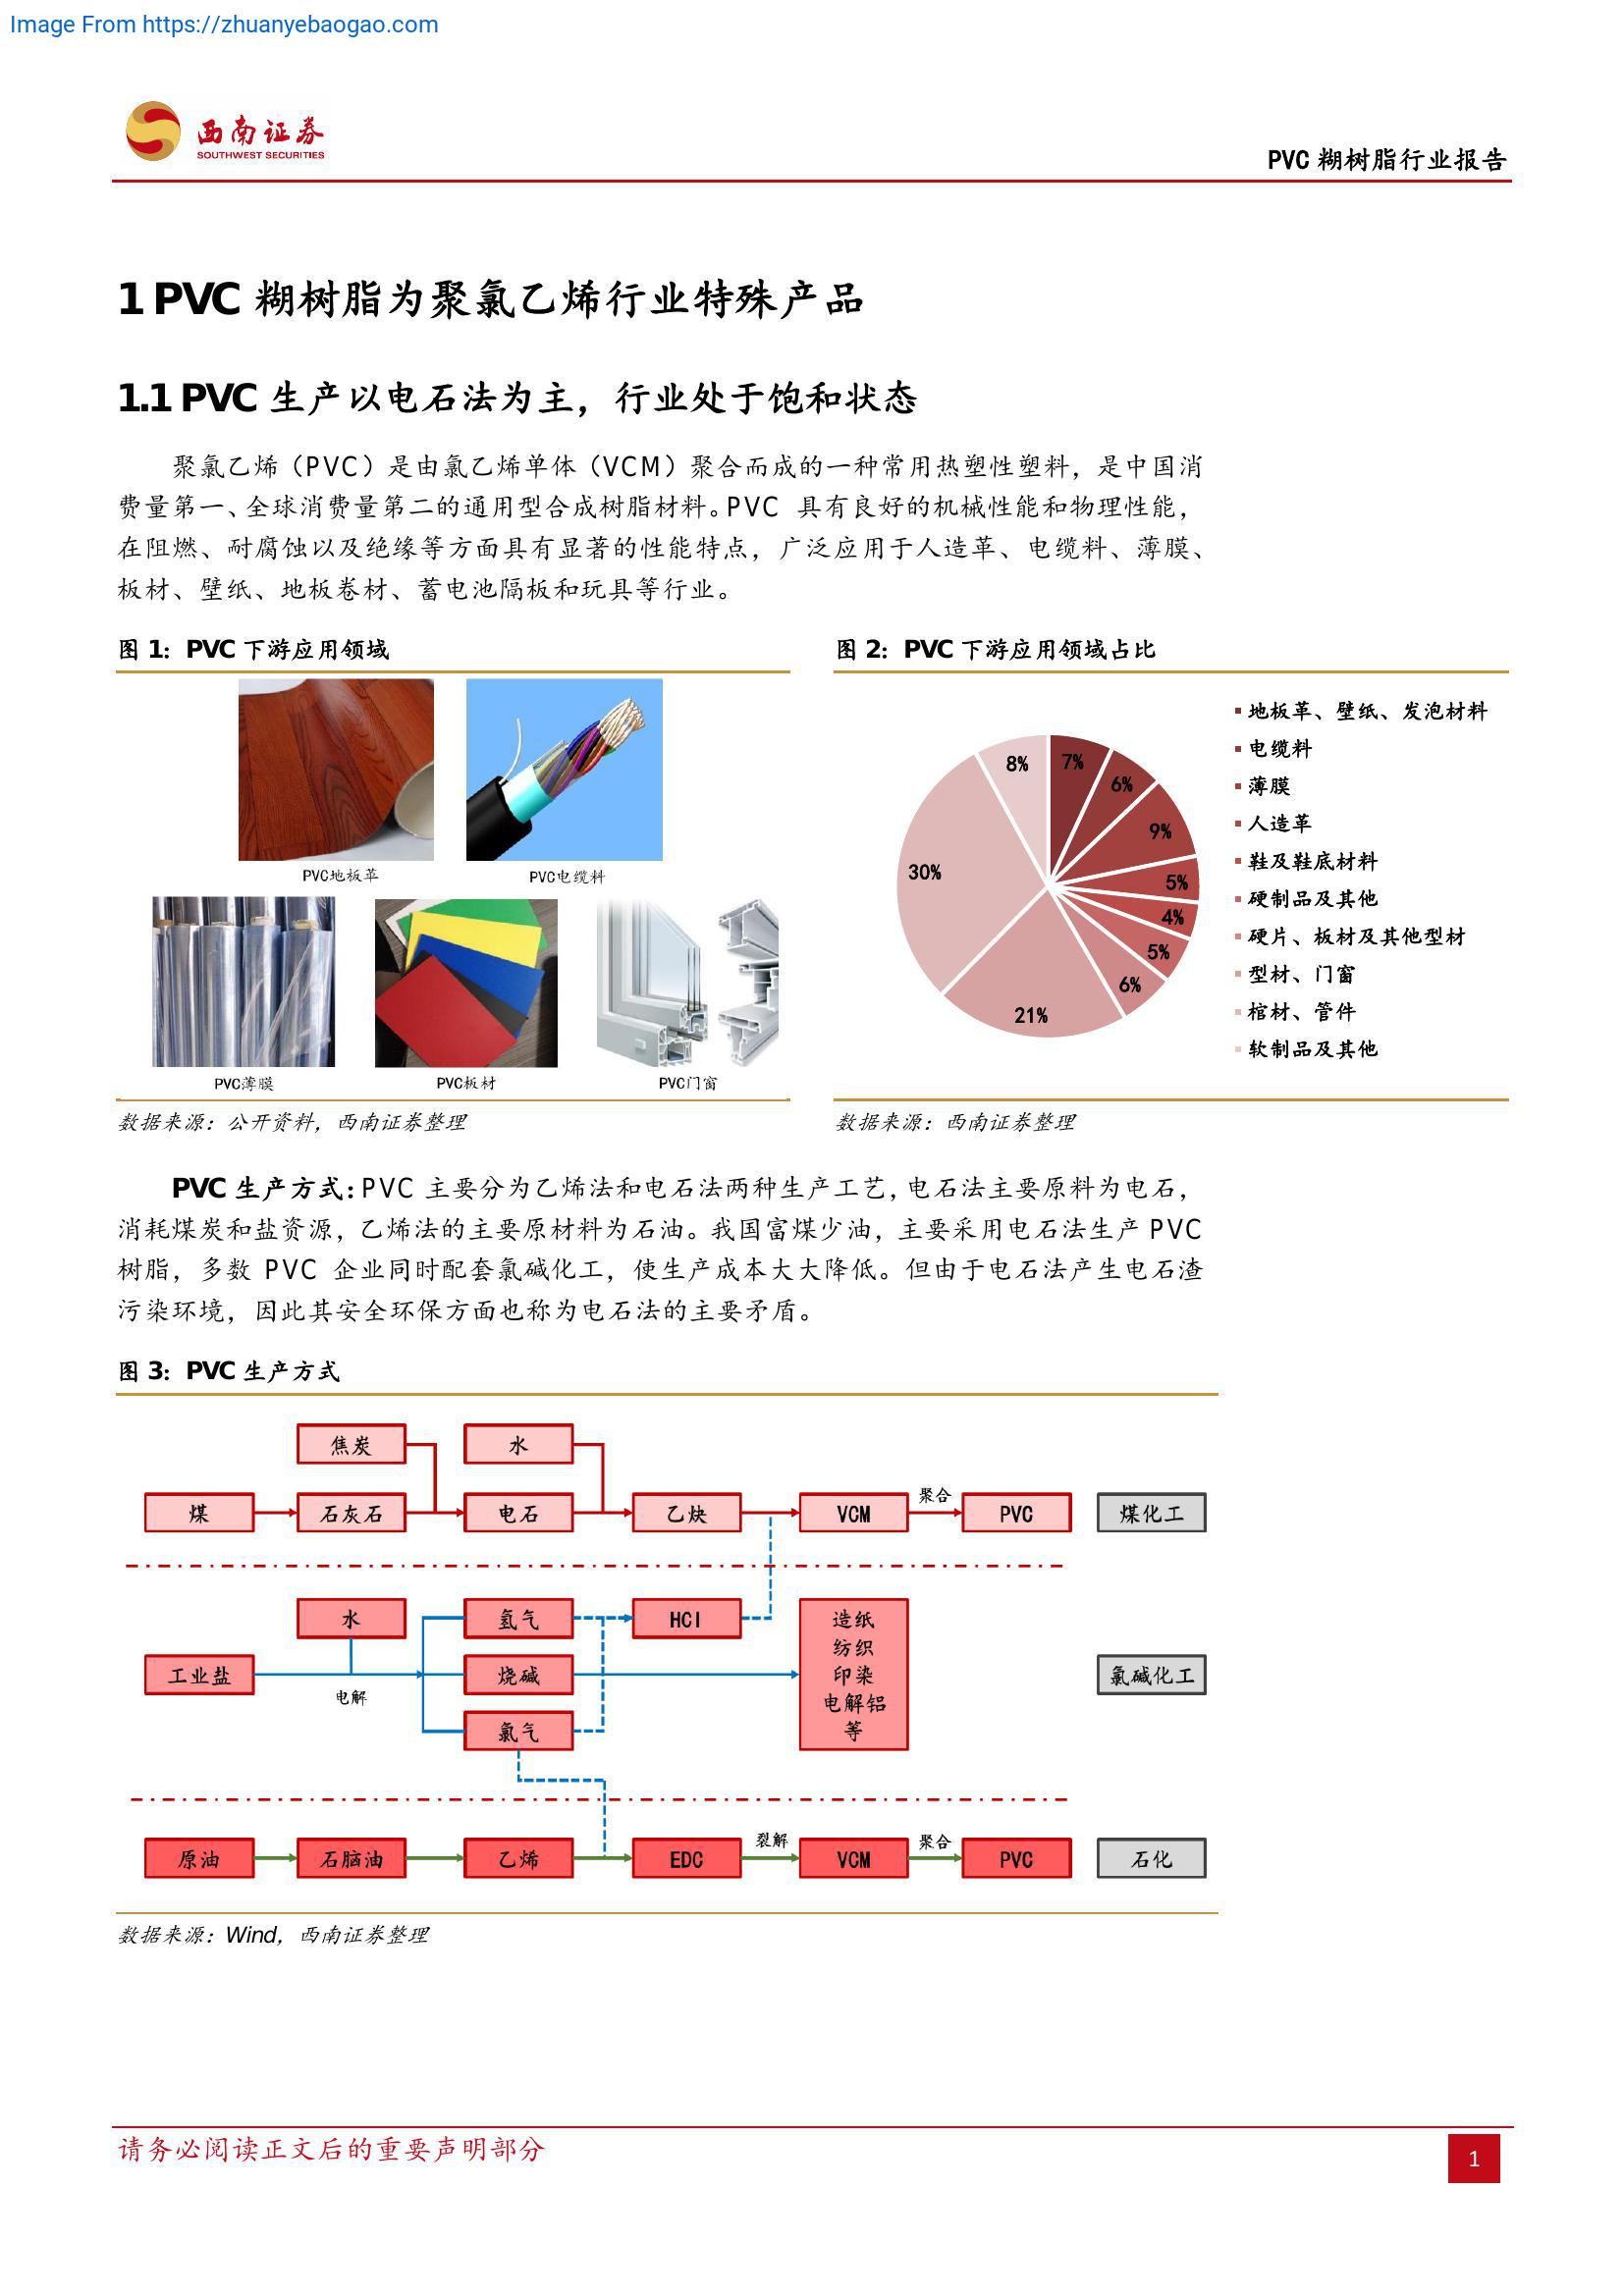 Image From https://zhuanyebaogao.com
西南证券
SOUTHWEST SECURITIES
PVC 糊树脂行业报告
1 PVC 糊树脂为聚氯乙烯行业特殊产品
1.1 PVC 生产以电石法为主，行业处于饱和状态
聚氯乙烯（PVC）是由氯乙烯单体（VCM）聚合而成的一种常用热塑性塑料，是中国消
费量第一、全球消费量第二的通用型合成树脂材料。PVC 具有良好的机械性能和物理性能，
在阻燃、耐腐蚀以及绝缘等方面具有显著的性能特点，广泛应用于人造革、电缆料、薄膜、
板材、壁纸、地板卷材、蓄电池隔板和玩具等行业。
图 1：PVC 下游应用领域
PVC地板革
PVC电缆料
PVC薄膜
PVC板材
PVC门窗
数据来源：公开资料，西南证券整理
图 2：PVC 下游应用领域占比
7%
6%
9%
5%
4%
5%
6%
21%
30%
8%
地板革、壁纸、发泡材料
电缆料
薄膜
人造革
鞋及鞋底材料
硬制品及其他
硬片、板材及其他型材
型材、门窗
棺材、管件
软制品及其他
数据来源：西南证券整理
PVC 生产方式：PVC 主要分为乙烯法和电石法两种生产工艺，电石法主要原料为电石，
消耗煤炭和盐资源，乙烯法的主要原材料为石油。我国富煤少油，主要采用电石法生产 PVC
树脂，多数 PVC 企业同时配套氯碱化工，使生产成本大大降低。但由于电石法产生电石渣
污染环境，因此其安全环保方面也称为电石法的主要矛盾。
图 3：PVC 生产方式
焦炭
水
煤
石灰石
电石
乙炔
VCM
聚合
PVC
煤化工
水
氢气
HCl
造纸
纺织
印染
电解铝
等
工业盐
电解
烧碱
氯气
氯碱化工
原油
石脑油
乙烯
EDC
裂解
VCM
聚合
PVC
石化
数据来源：Wind，西南证券整理
请务必阅读正文后的重要声明部分
1